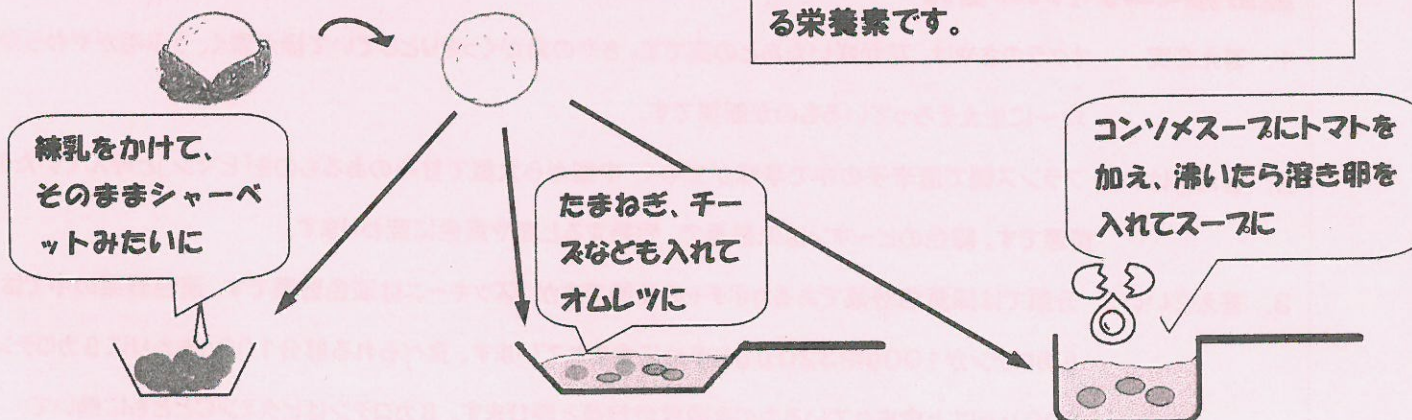 る栄養素です。
練乳をかけて、
そのままシャーベ
ットみたいに
たまねぎ、チー
ズなども入れて
オムレツに
コンソメスープにトマトを
加え、沸いたら溶き卵を
入れてスープに